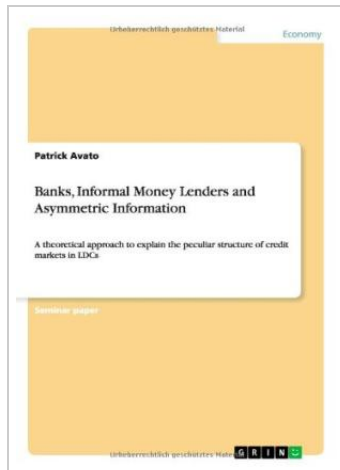 Urheberrechtlich geschütztes Material
Economy
Patrick Avato
Banks, Informal Money Lenders and
Asymmetric Information
A theoretical approach to explain the peculiar structure of credit
markets in LDCs
Seminar paper
Urheberrechtlich geschütztes Mate
GRIN